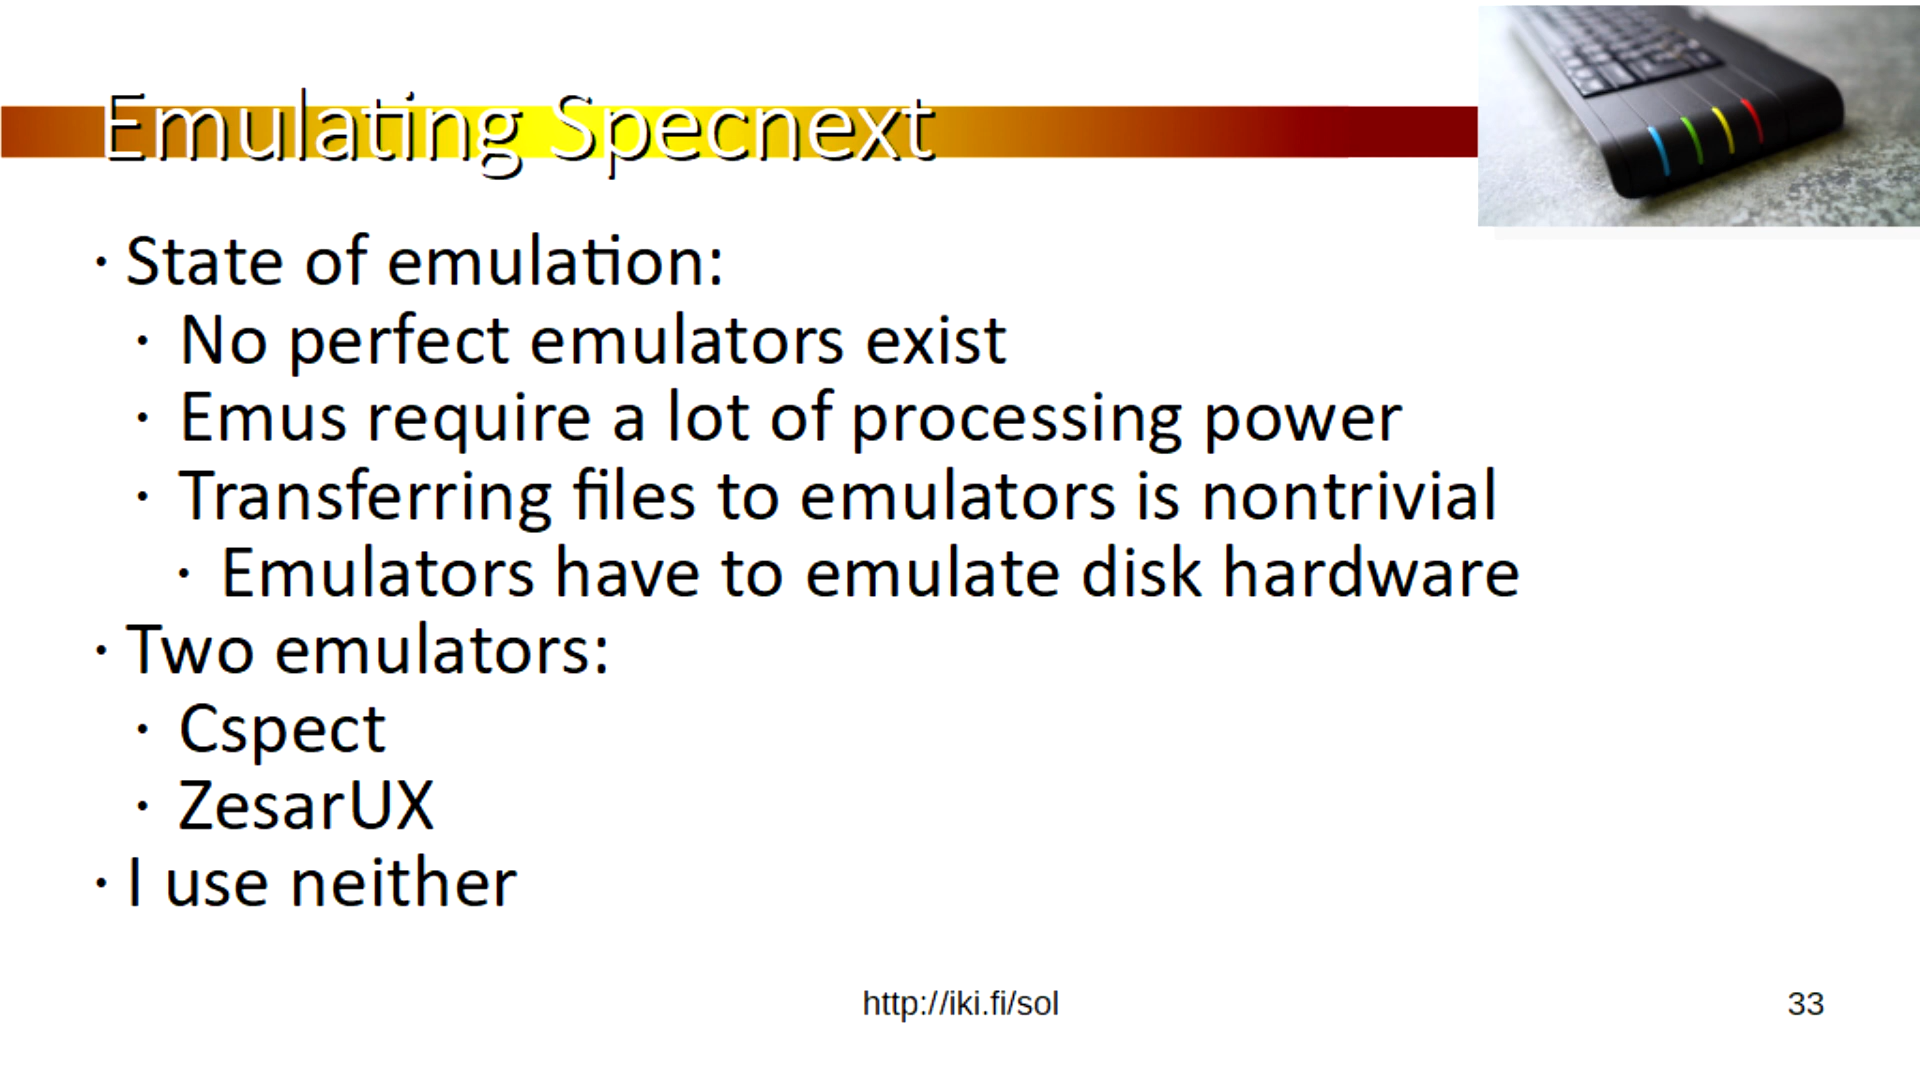 Emulating Specnext
· State of emulation:
· No perfect emulators exist
· Emus require a lot of processing power
· Transferring files to emulators is nontrivial
· Emulators have to emulate disk hardware
· Two emulators:
· Cspect
· ZesarUX
· I use neither
http://iki.fi/sol
33